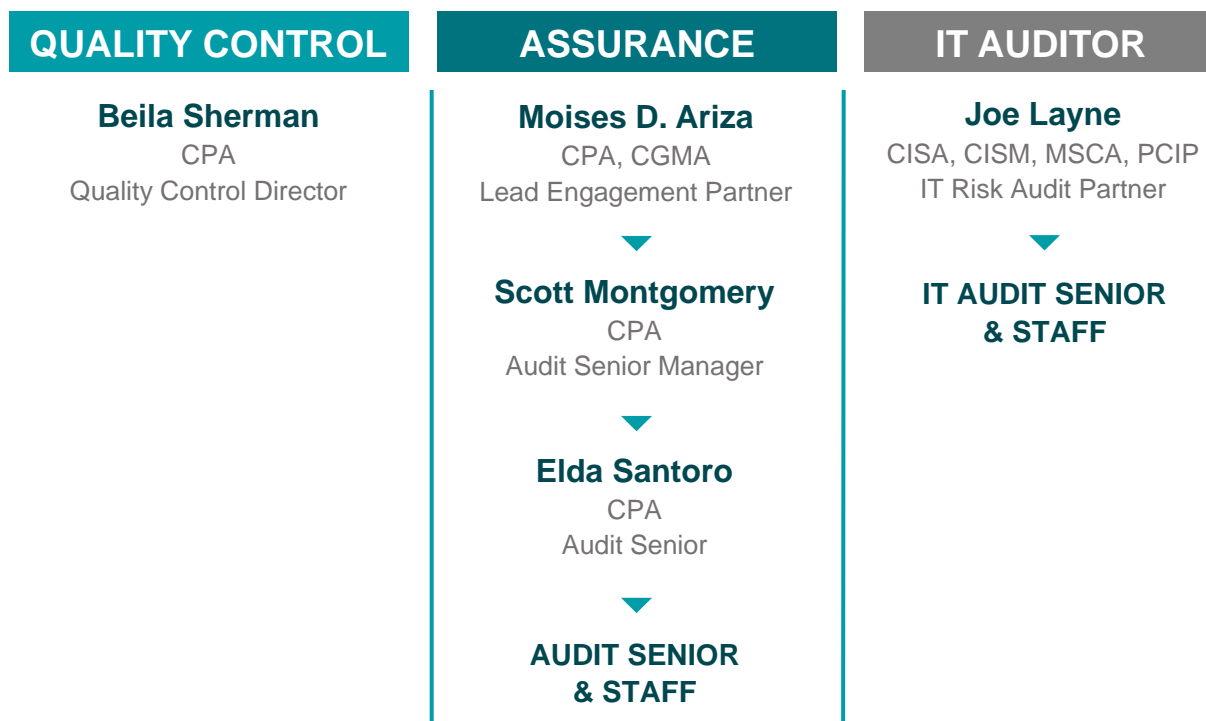 QUALITY CONTROL
Beila Sherman
CPA
Quality Control Director
ASSURANCE
Moises D. Ariza
CPA, CGMA
Lead Engagement Partner
Scott Montgomery
CPA
Audit Senior Manager
Elda Santoro
CPA
Audit Senior
AUDIT SENIOR
& STAFF
IT AUDITOR
Joe Layne
CISA, CISM, MSCA, PCIP
IT Risk Audit Partner
IT AUDIT SENIOR
& STAFF